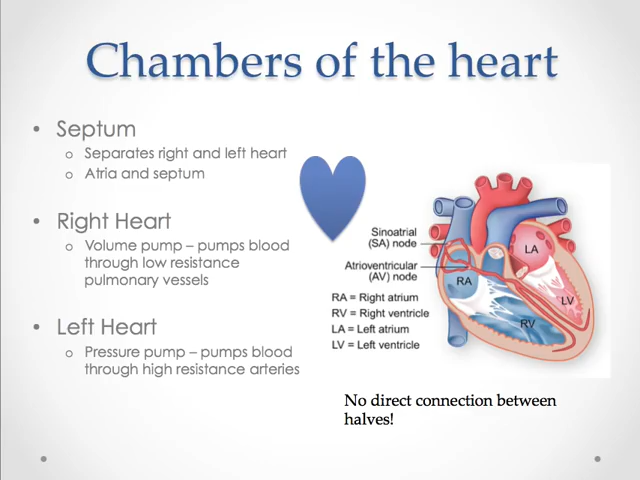 Chambers of the heart
• Septum
o Separates right and left heart
o Atria and septum
• Right Heart
o Volume pump – pumps blood
through low resistance
pulmonary vessels
• Left Heart
o Pressure pump – pumps blood
through high resistance arteries
Sinoatrial
(SA) node
Atrioventricular
(AV) node
RA = Right atrium
RV = Right ventricle
LA = Left atrium
LV = Left ventricle
LA
RA
LV
RV
No direct connection between
halves!